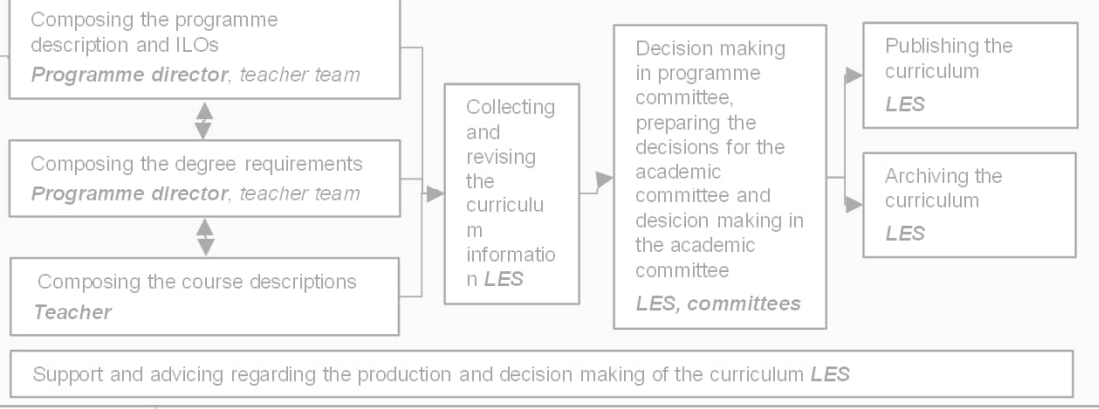 Composing the programme
description and ILOs
Programme director, teacher team
Composing the degree requirements
Programme director, teacher team
Composing the course descriptions
Teacher
Collecting
and
revising
the
curriculu
m
informatio
n LES
Decision making
in programme
committee,
preparing the
decisions for the
academic
committee and
desicion making in
the academic
committee
LES, committees
Publishing the
curriculum
LES
Archiving the
curriculum
LES
Support and advicing regarding the production and decision making of the curriculum LES